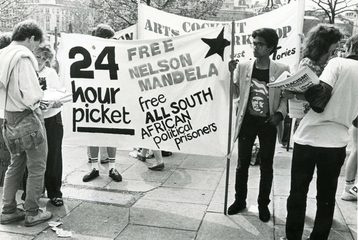 ARTS
24
hour
picket
FREE
NELSON
MANDELA
free
ALL SOUTH
AFRICAN
political
prisoners